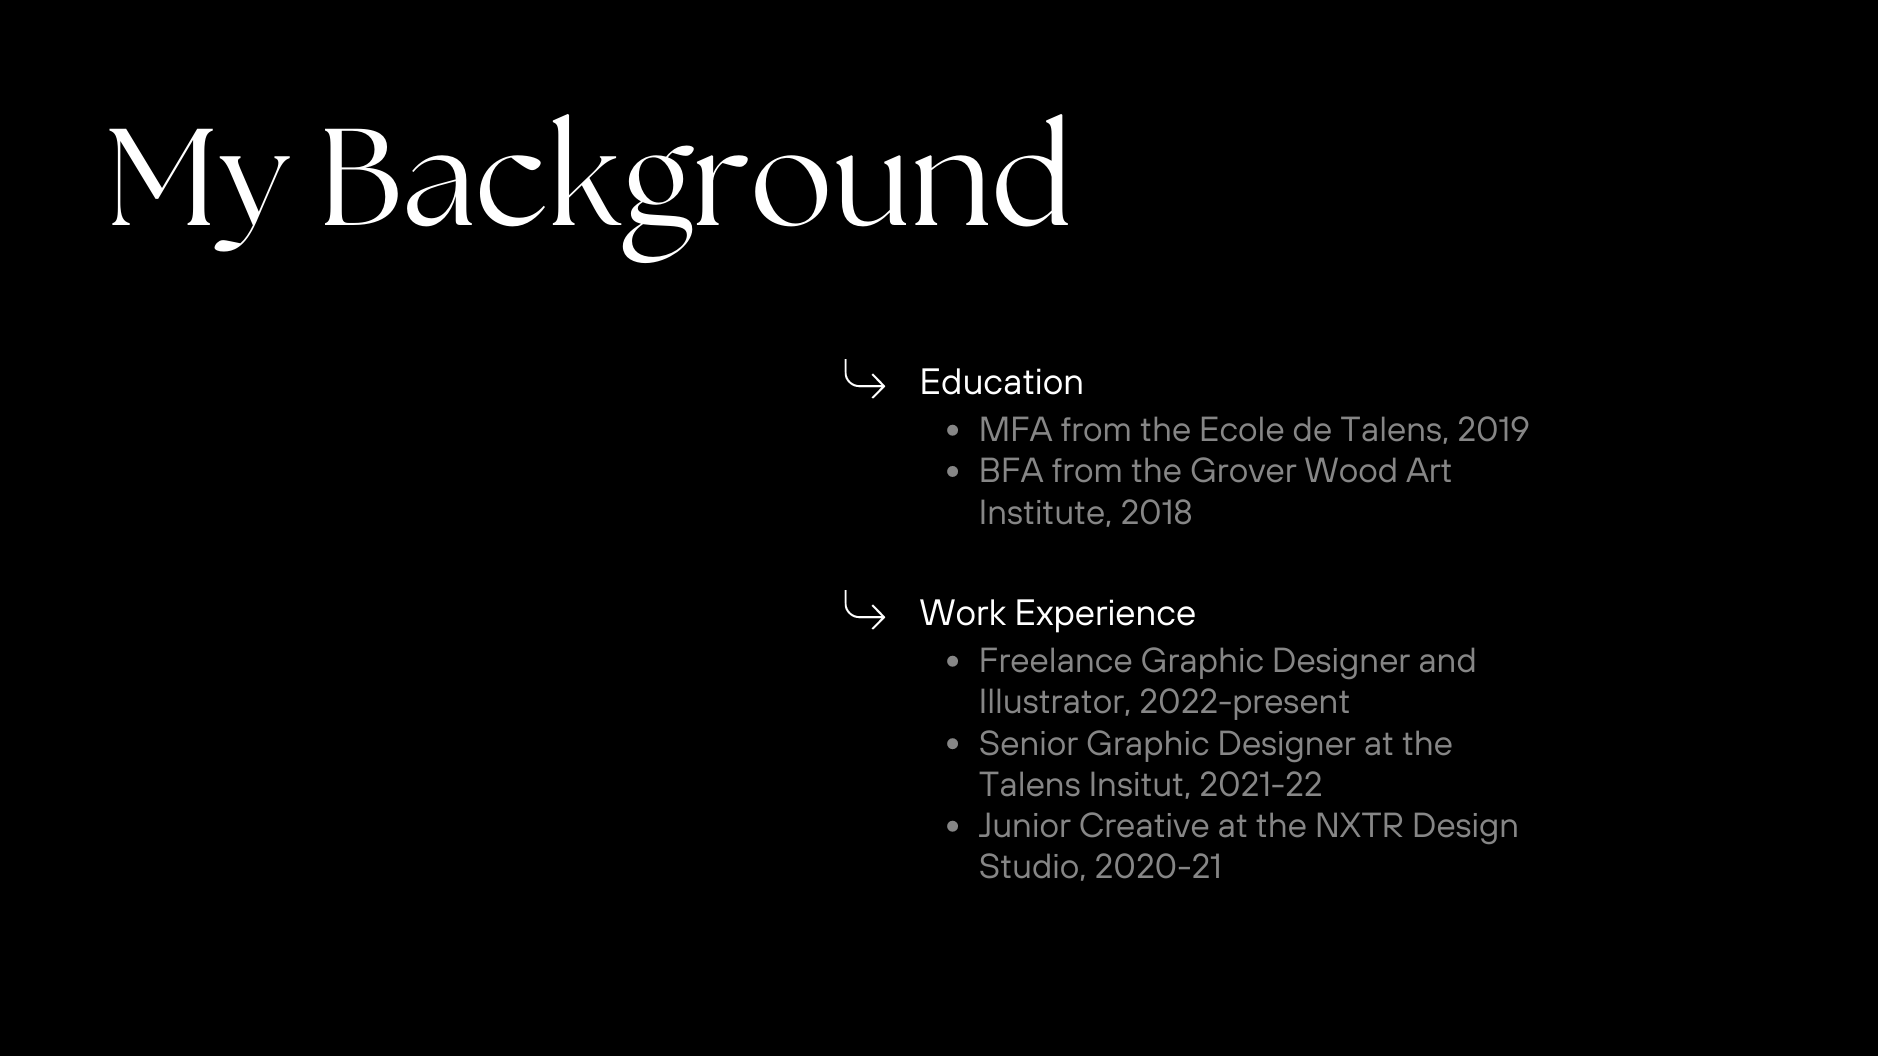 My Background
Education
• MFA from the Ecole de Talens, 2019
• BFA from the Grover Wood Art
Institute, 2018
Work Experience
• Freelance Graphic Designer and
Illustrator, 2022-present
• Senior Graphic Designer at the
Talens Insitut, 2021-22
• Junior Creative at the NXTR Design
Studio, 2020-21